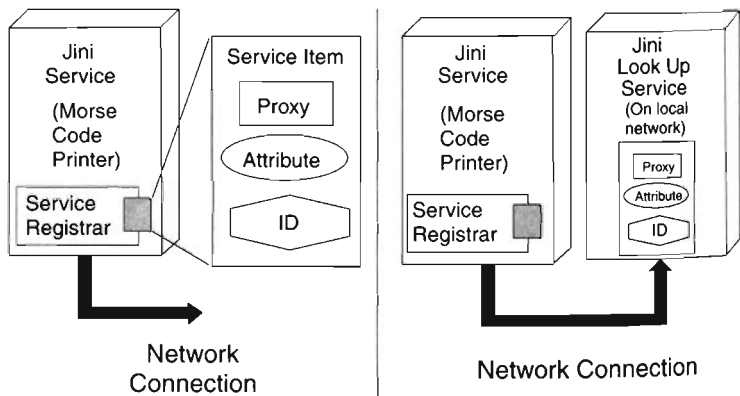 Jini
Service
(Morse
Code
Printer)
Service
Registrar
Service Item
Proxy
Attribute
ID
Network
Connection
Jini
Service
(Morse
Code
Printer)
Service
Registrar
Jini
Look Up
Service
(On local
network)
Proxy
Attribute
ID
Network Connection